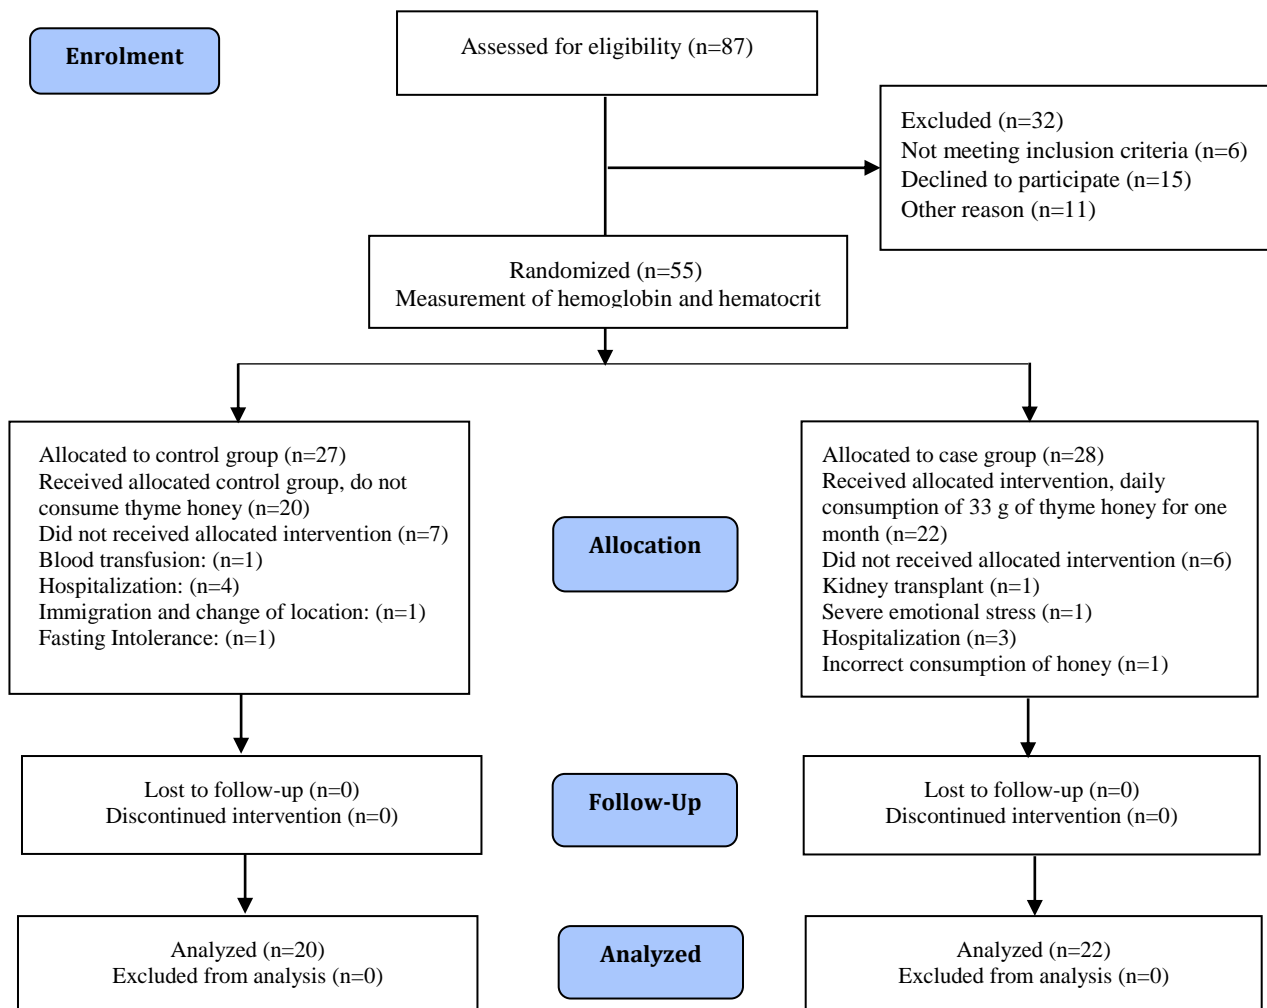 Enrolment
Assessed for eligibility (n=87)
Excluded (n=32)
Not meeting inclusion criteria (n=6)
Declined to participate (n=15)
Other reason (n=11)
Randomized (n=55)
Measurement of hemoglobin and hematocrit
Allocated to control group (n=27)
Received allocated control group, do not
consume thyme honey (n=20)
Did not received allocated intervention (n=7)
Blood transfusion: (n=1)
Hospitalization: (n=4)
Immigration and change of location: (n=1)
Fasting Intolerance: (n=1)
Allocation
Allocated to case group (n=28)
Received allocated intervention, daily
consumption of 33 g of thyme honey for one
month (n=22)
Did not received allocated intervention (n=6)
Kidney transplant (n=1)
Severe emotional stress (n=1)
Hospitalization (n=3)
Incorrect consumption of honey (n=1)
Lost to follow-up (n=0)
Discontinued intervention (n=0)
Follow-Up
Lost to follow-up (n=0)
Discontinued intervention (n=0)
Analyzed (n=20)
Excluded from analysis (n=0)
Analyzed
Analyzed (n=22)
Excluded from analysis (n=0)